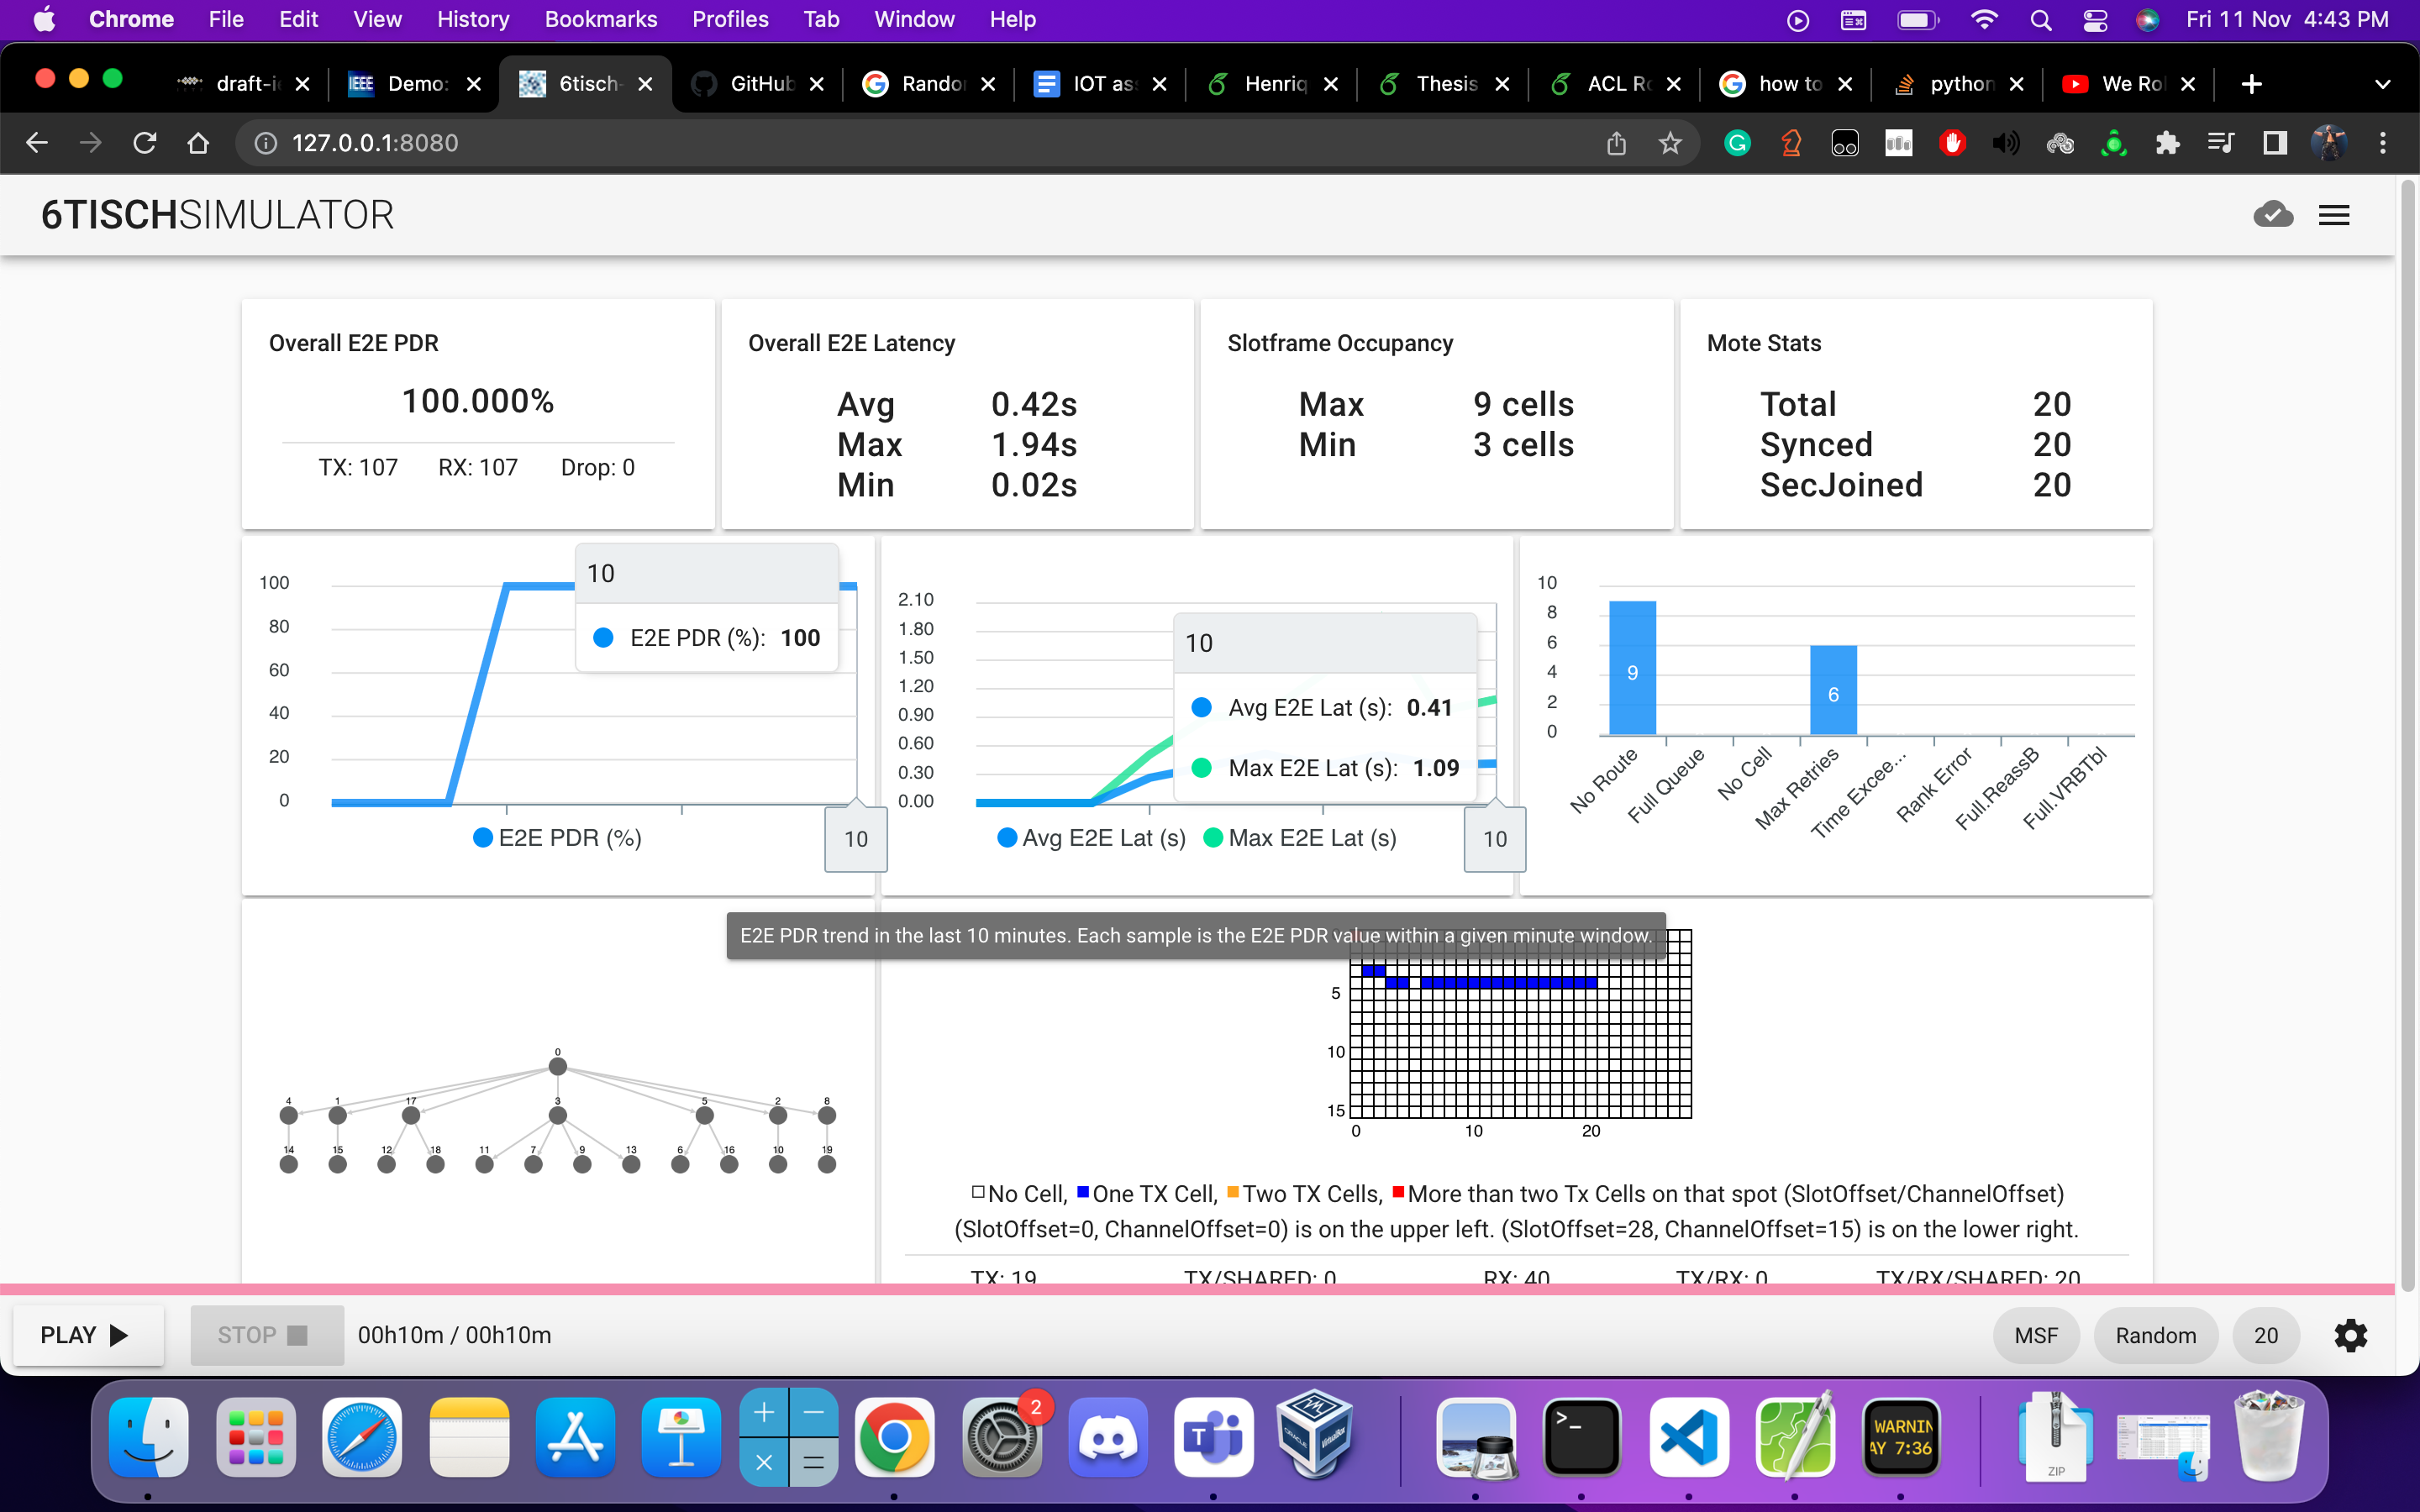 Chrome File Edit View History Bookmarks Profiles Tab Window Help Fri 11 Nov 4:43 PM
draft-i IEEE Demo: 6tisch- GitHub Rando IOT as Henriq Thesis ACL R how to python We Rol
127.0.0.1:8080
6TISCHSIMULATOR
Overall E2E PDR
100.000%
TX: 107 RX: 107 Drop: 0
Overall E2E Latency
Avg 0.42s
Max 1.94s
Min 0.02s
Slotframe Occupancy
Max 9 cells
Min 3 cells
Mote Stats
Total 20
Synced 20
SecJoined 20
100
80
60
40
20
0
10
E2E PDR (%): 100
10
E2E PDR (%)
2.10
1.80
1.50
1.20
0.90
0.60
0.30
0.00
10
Avg E2E Lat (s): 0.41
Max E2E Lat (s): 1.09
10
Avg E2E Lat (s) Max E2E Lat (s)
10
8
6
4
2
0
9
6
No Route
Full Queue
No Cell
Max Retries
Time Excee...
Rank Error
Full.ReassB
Full.VRBTbl
E2E PDR trend in the last 10 minutes. Each sample is the E2E PDR value within a given minute window.
0
4 1 17 3 5 2 8
14 15 12 18 11 7 9 13 6 16 10 19
5
10
15
0 10 20
No Cell, One TX Cell, Two TX Cells, More than two Tx Cells on that spot (SlotOffset/ChannelOffset)
(SlotOffset=0, ChannelOffset=0) is on the upper left. (SlotOffset=28, ChannelOffset=15) is on the lower right.
TX: 19 TX/SHARED: 0 RX: 40 TX/RX: 0 TX/RX/SHARED: 20
PLAY STOP 00h10m / 00h10m MSF Random 20
2
WARNIN
AY 7:36
ZIP